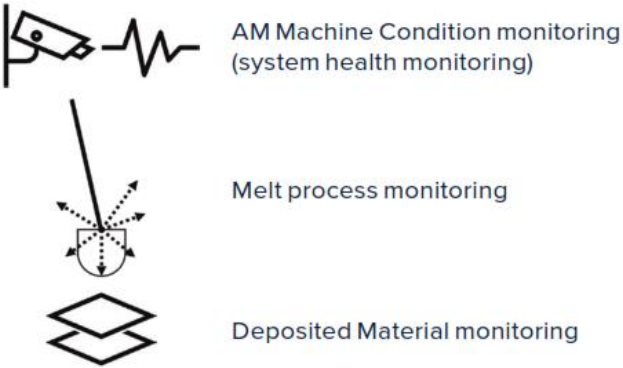 AM Machine Condition monitoring
(system health monitoring)
Melt process monitoring
Deposited Material monitoring